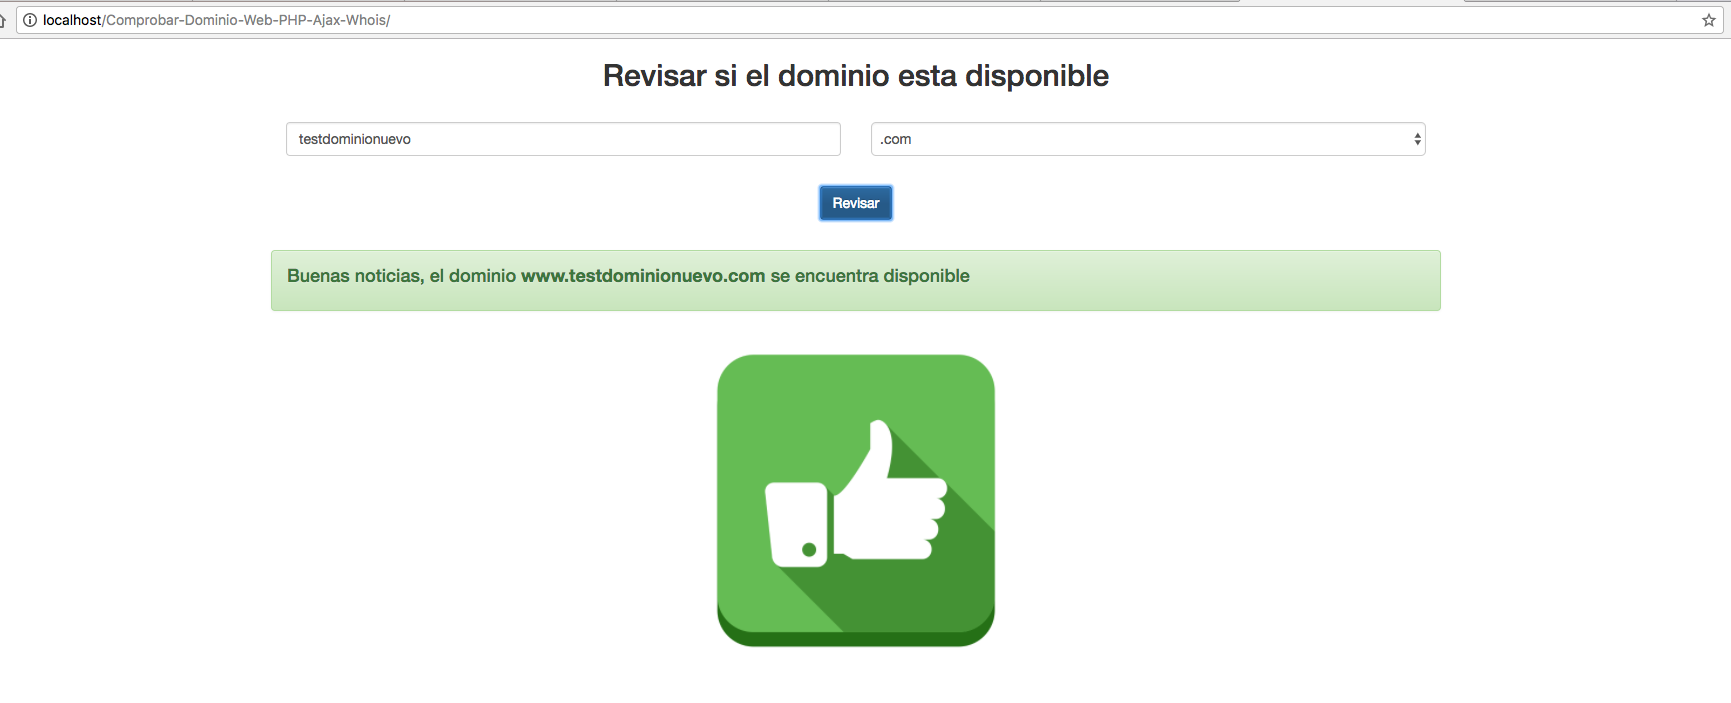 localhost/Comprobar-Dominio-Web-PHP-Ajax-Whois/
Revisar si el dominio esta disponible
testdominionuevo
.com
Revisar
Buenas noticias, el dominio www.testdominionuevo.com se encuentra disponible